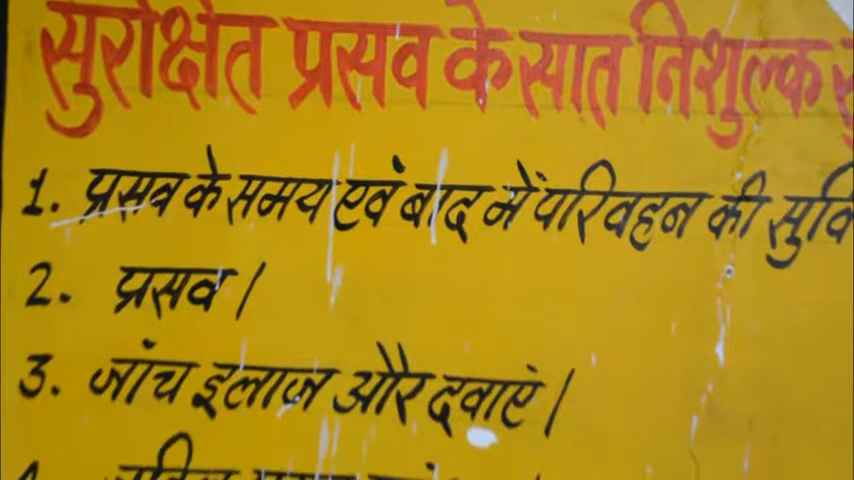 सुरक्षित प्रसव के सात निशुल्क
1. प्रसव के समय एवं बाद में परिवहन की सुवि
2. प्रसव।
3. जांच इलाज और दवाएं।